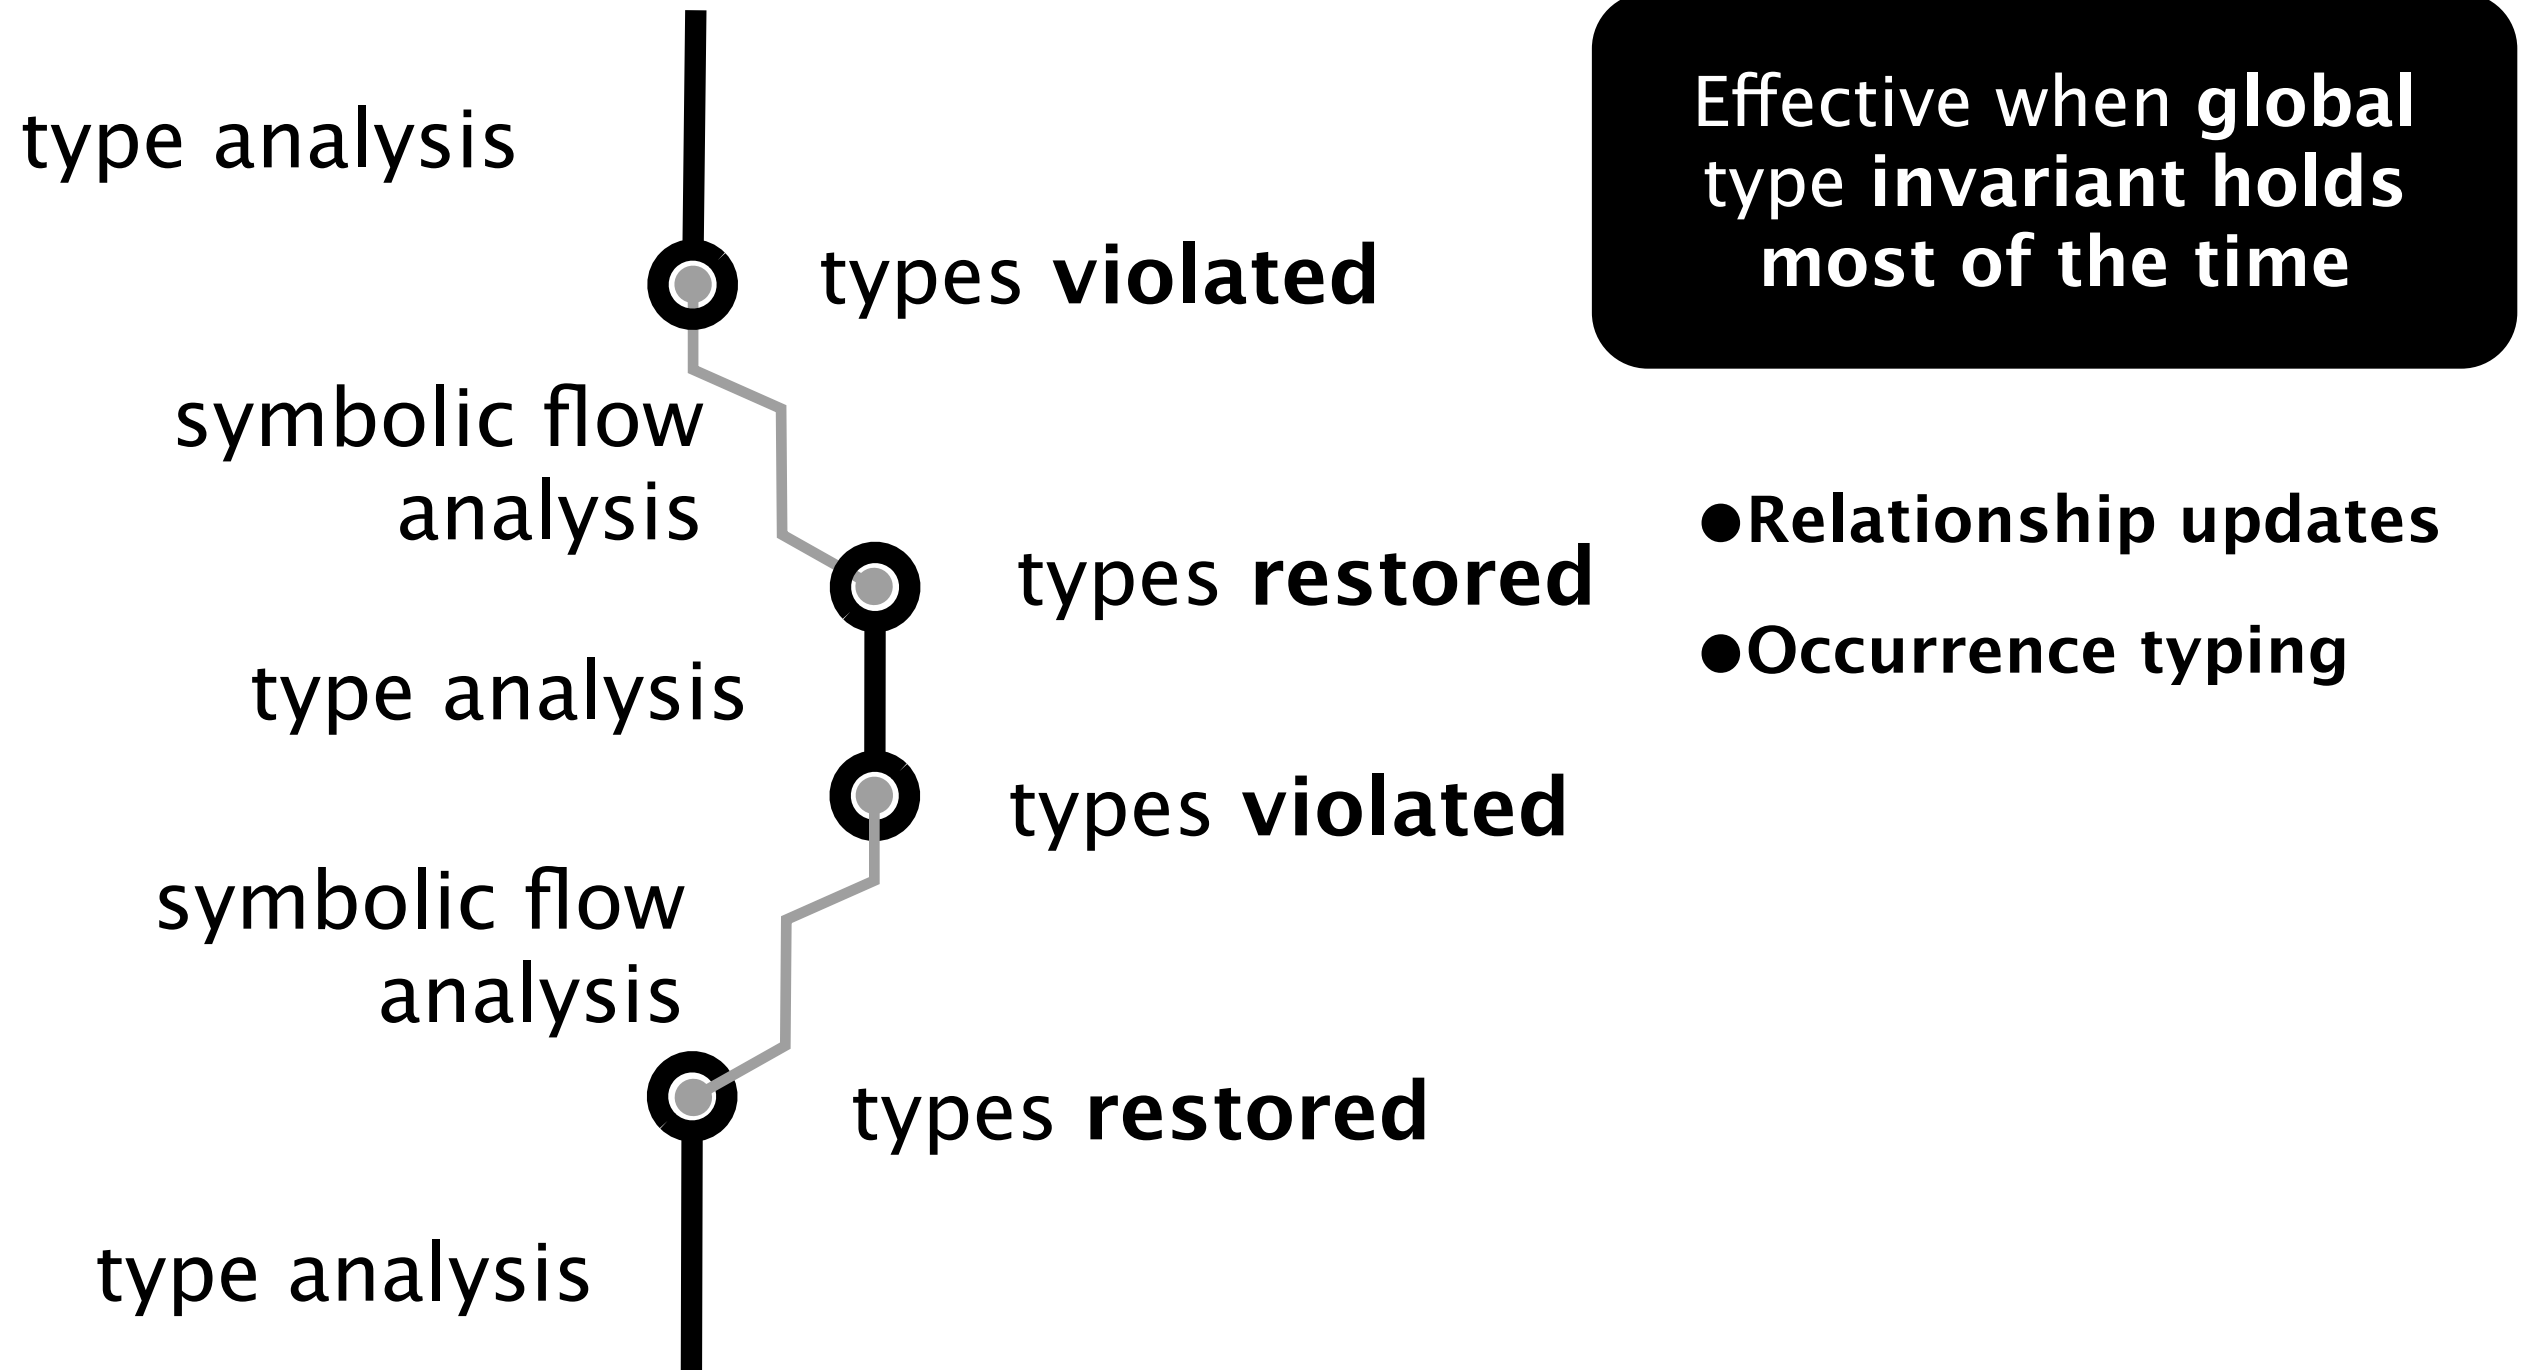 type analysis
types violated
symbolic flow
analysis
types restored
type analysis
types violated
symbolic flow
analysis
types restored
type analysis
Effective when global
type invariant holds
most of the time
●Relationship updates
●Occurrence typing